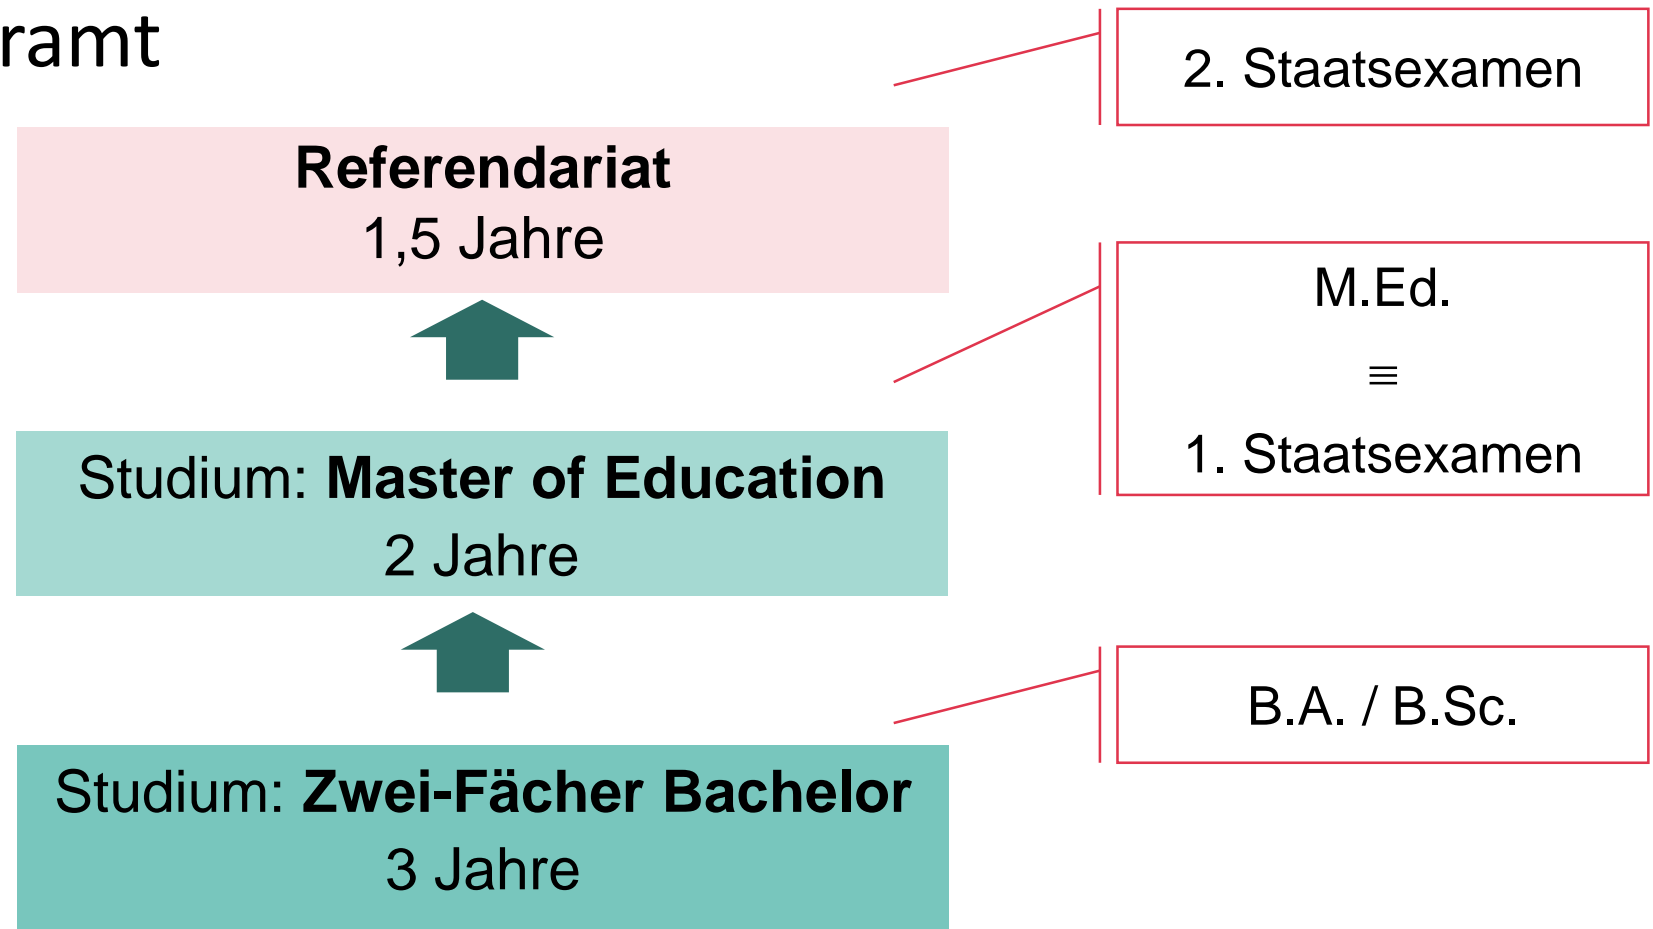 ramt
2. Staatsexamen
Referendariat
1,5 Jahre
M.Ed.
≡
1. Staatsexamen
Studium: Master of Education
2 Jahre
B.A. / B.Sc.
Studium: Zwei-Fächer Bachelor
3 Jahre